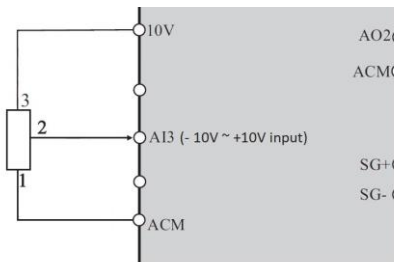 10V
AO2
ACM
3
2
AI3 (- 10V ~ +10V input)
1
SG+
SG-
ACM